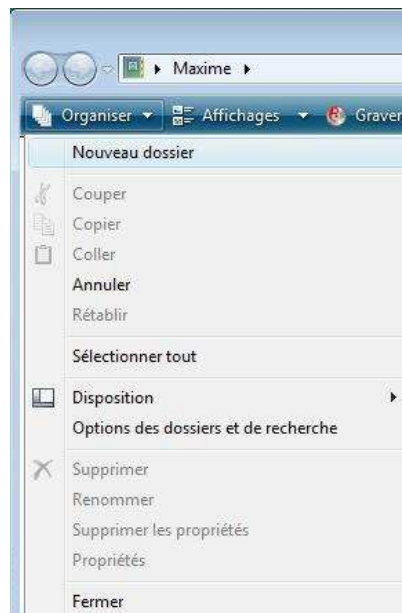 Maxime
Organiser Affichages Graver
Nouveau dossier
Couper
Copier
Coller
Annuler
Rétablir
Sélectionner tout
Disposition
Options des dossiers et de recherche
Supprimer
Renommer
Supprimer les propriétés
Propriétés
Fermer